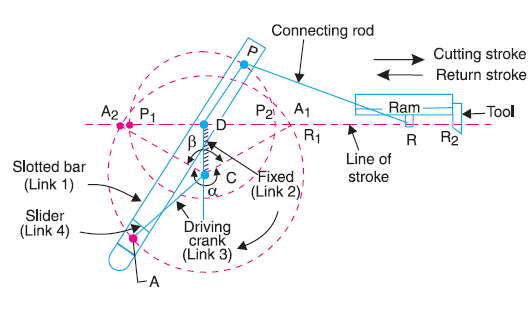 Connecting rod
P
Cutting stroke
Return stroke
A2 P1
D
P2 A1
R1
Ram
Tool
R R2
β
Line of
stroke
Slotted bar
(Link 1)
C
Fixed
(Link 2)
α
Slider
(Link 4)
Driving
crank
(Link 3)
A